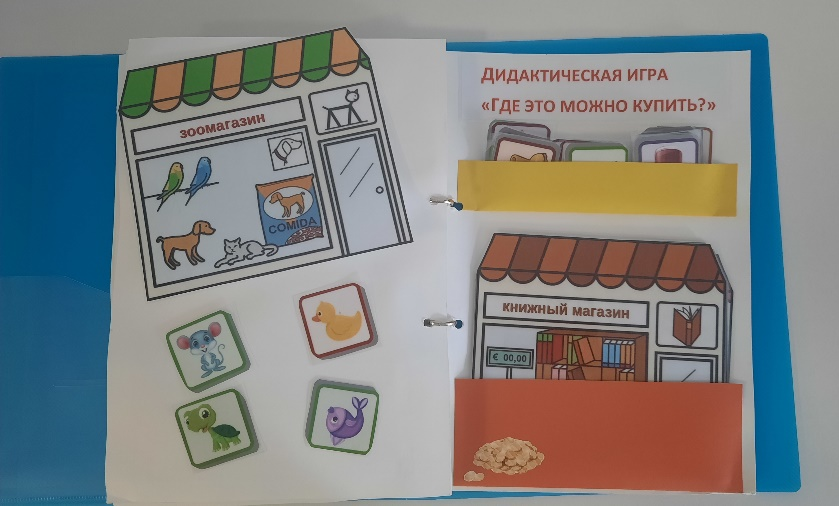 зоомагазин
COMIDA
ДИДАКТИЧЕСКАЯ ИГРА
«ГДЕ ЭТО МОЖНО КУПИТЬ?»
книжный магазин
€ 00,00